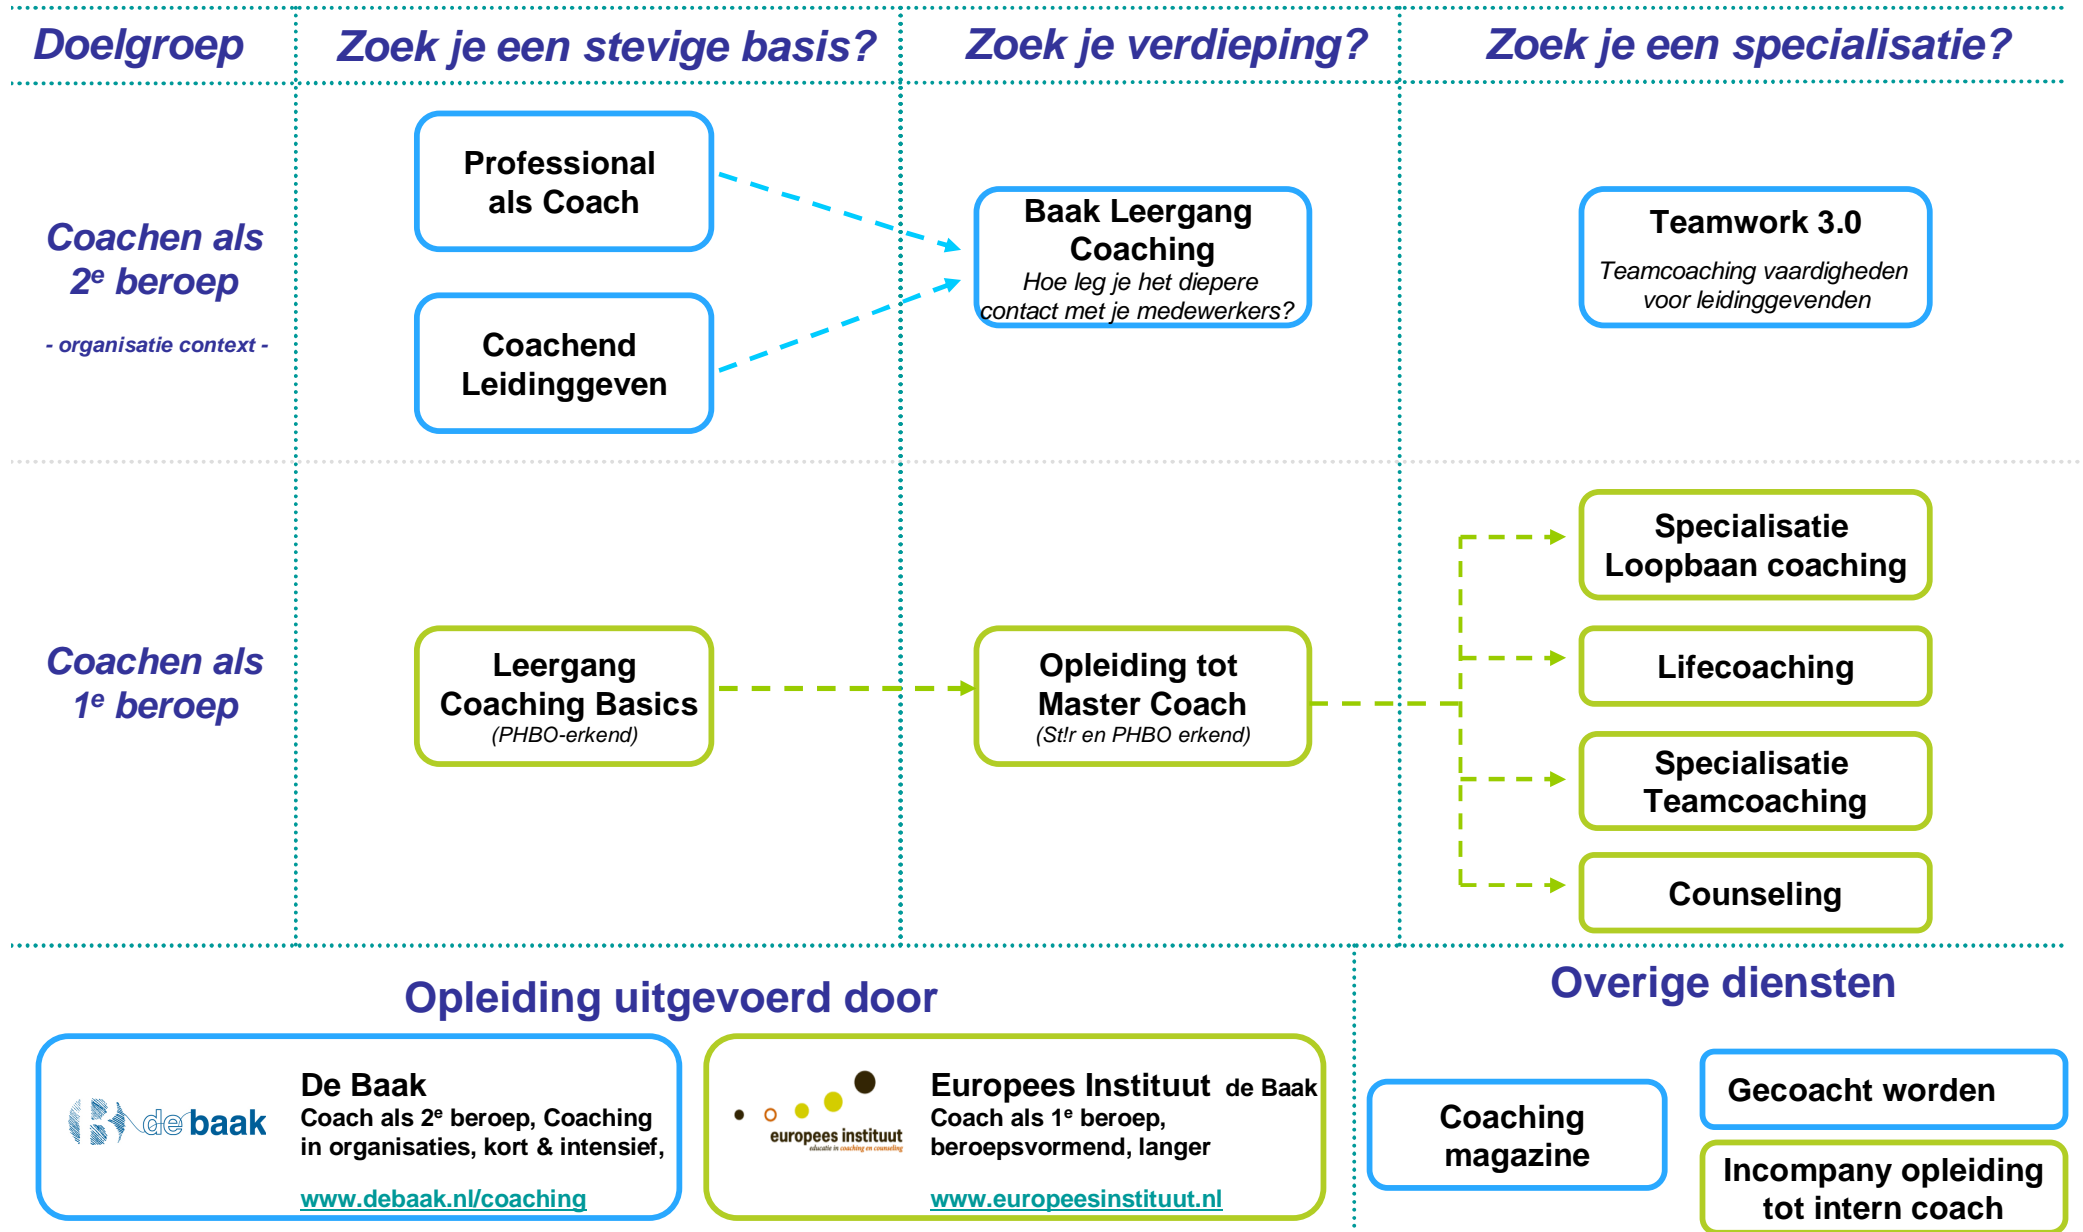 Doelgroep
Zoek je een stevige basis?
Zoek je verdieping?
Zoek je een specialisatie?
Coachen als
2e beroep
- organisatie context -
Professional
als Coach
Coachend
Leidinggeven
Baak Leergang
Coaching
Hoe leg je het diepere
contact met je medewerkers?
Teamwork 3.0
Teamcoaching vaardigheden
voor leidinggevenden
Coachen als
1e beroep
Leergang
Coaching Basics
(PHBO-erkend)
Opleiding tot
Master Coach
(St!r en PHBO erkend)
Specialisatie
Loopbaan coaching
Lifecoaching
Specialisatie
Teamcoaching
Counseling
Opleiding uitgevoerd door
de baak
De Baak
Coach als 2e beroep, Coaching
in organisaties, kort & intensief,
www.debaak.nl/coaching
europees instituut
educatie in coaching en counseling
Europees Instituut de Baak
Coach als 1e beroep,
beroepsvormend, langer
www.europeesinstituut.nl
Overige diensten
Coaching
magazine
Gecoacht worden
Incompany opleiding
tot intern coach